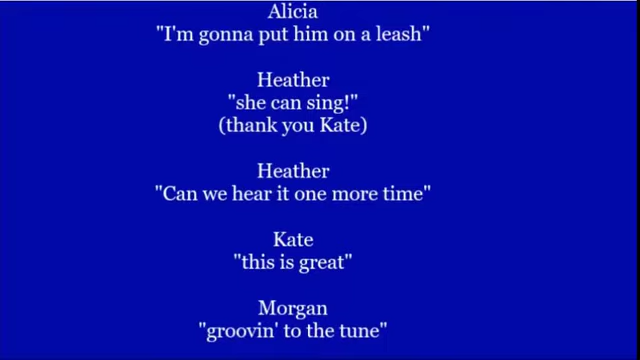 Alicia
"I'm gonna put him on a leash"
Heather
"she can sing!"
(thank you Kate)
Heather
"Can we hear it one more time"
Kate
"this is great"
Morgan
"groovin' to the tune"